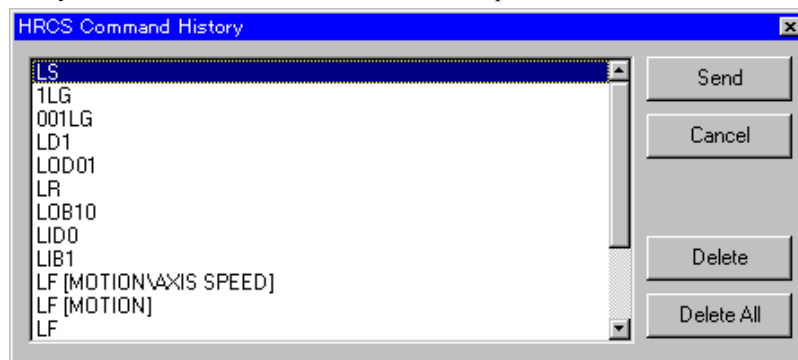 HRCS Command History
LS
1LG
001LG
LD1
LOD01
LR
LOB10
LID0
LIB1
LF [MOTION\AXIS SPEED]
LF [MOTION]
LF
Send
Cancel
Delete
Delete All